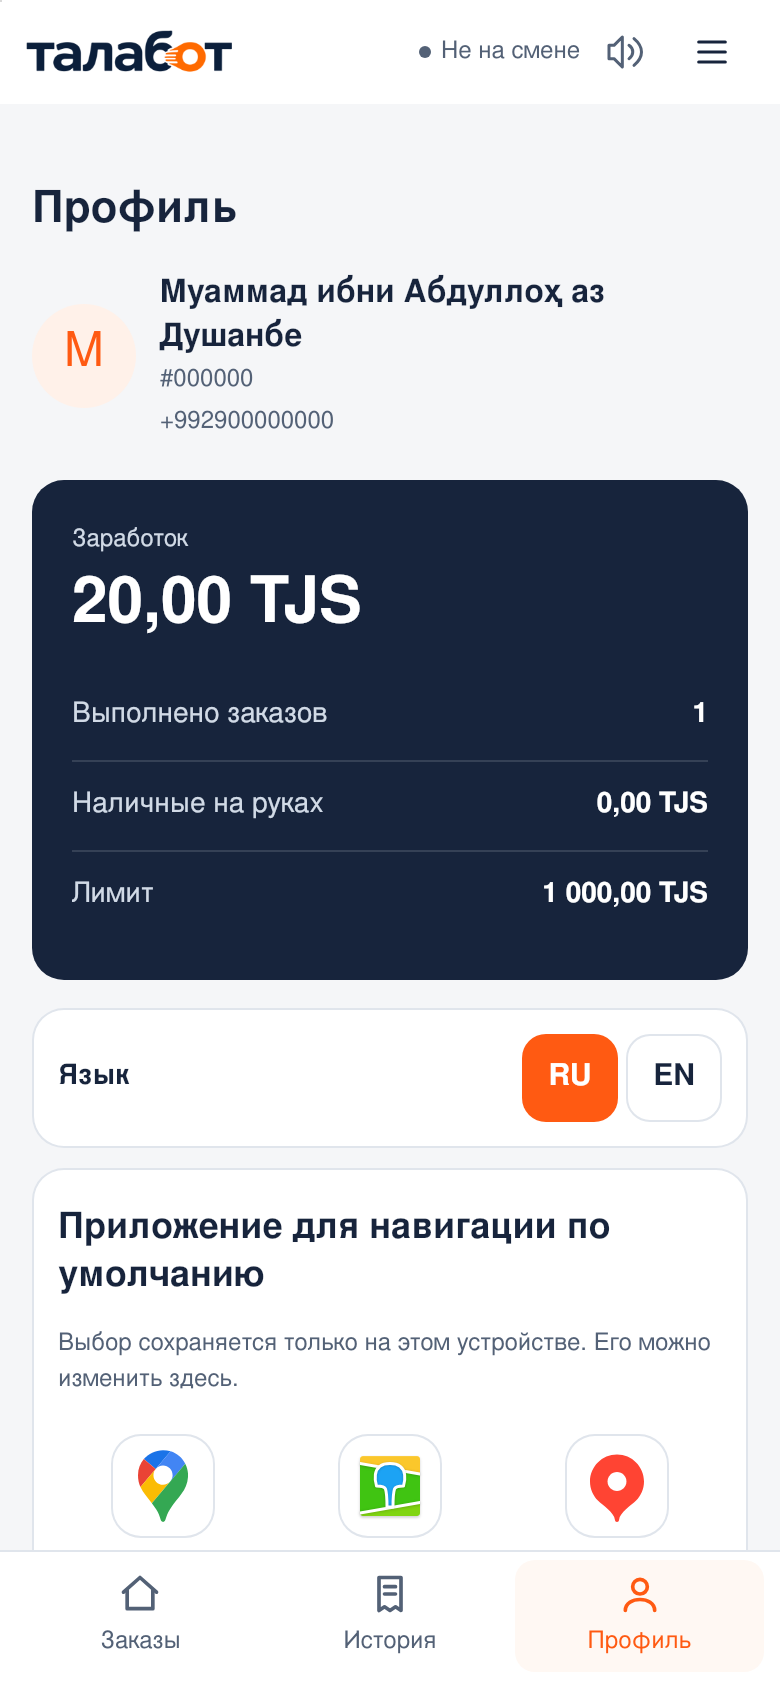 талабот
Не на смене
Профиль
М
Муаммад ибни Абдуллоҳ аз
Душанбе
#000000
+992900000000
Заработок
20,00 TJS
Выполнено заказов
1
Наличные на руках
0,00 TJS
Лимит
1 000,00 TJS
Язык
RU
EN
Приложение для навигации по
умолчанию
Выбор сохраняется только на этом устройстве. Его можно
изменить здесь.
Заказы
История
Профиль